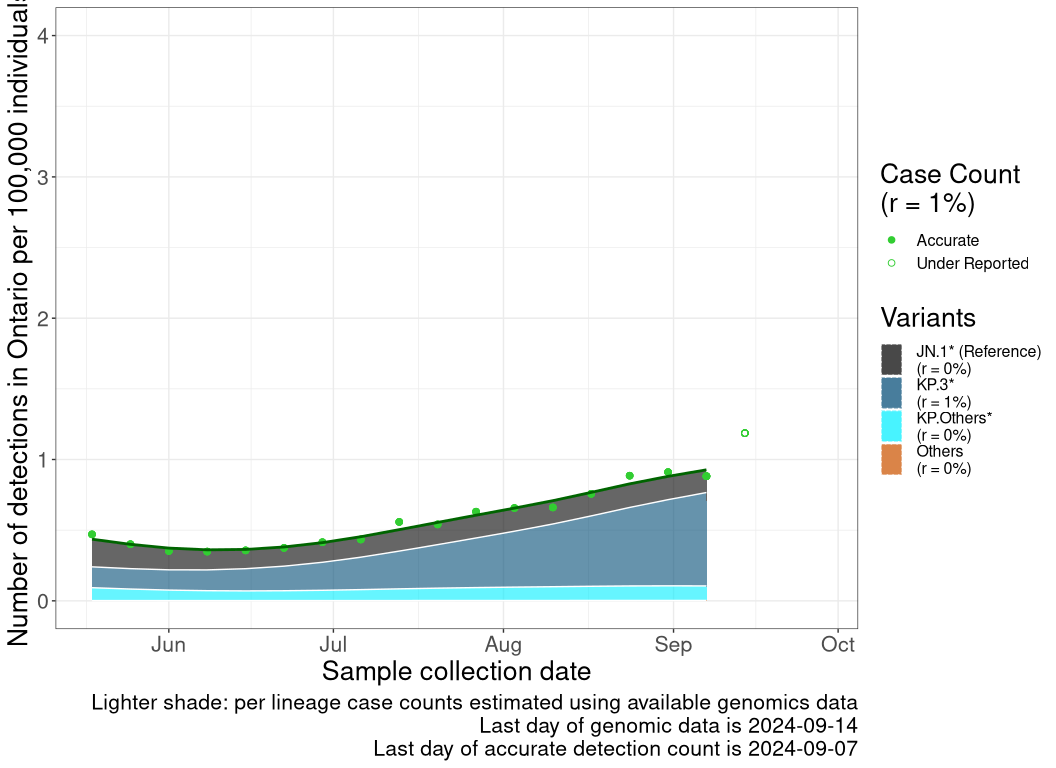 Number of detections in Ontario per 100,000 individuals
4
3
2
1
0
Jun
Jul
Aug
Sep
Oct
Sample collection date
Lighter shade: per lineage case counts estimated using available genomics data
Last day of genomic data is 2024-09-14
Last day of accurate detection count is 2024-09-07
Case Count
(r = 1%)
Accurate
Under Reported
Variants
JN.1* (Reference)
(r = 0%)
KP.3*
(r = 1%)
KP.Others*
(r = 0%)
Others
(r = 0%)